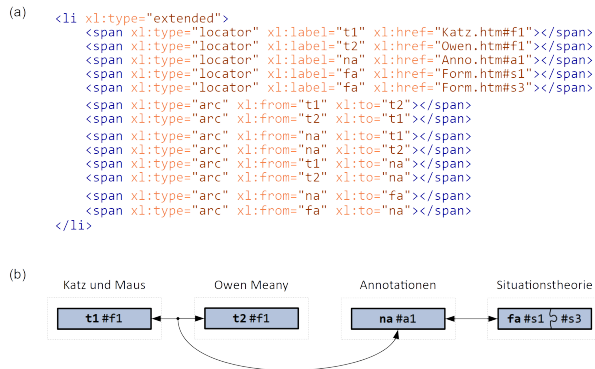 (a)
<li xl:type="extended">
<span xl:type="locator" xl:label="t1" xl:href="Katz.htm#f1"></span>
<span xl:type="locator" xl:label="t2" xl:href="Owen.htm#f1"></span>
<span xl:type="locator" xl:label="na" xl:href="Anno.htm#a1"></span>
<span xl:type="locator" xl:label="fa" xl:href="Form.htm#s1"></span>
<span xl:type="locator" xl:label="fa" xl:href="Form.htm#s3"></span>
<span xl:type="arc" xl:from="t1" xl:to="t2"></span>
<span xl:type="arc" xl:from="t2" xl:to="t1"></span>
<span xl:type="arc" xl:from="na" xl:to="t1"></span>
<span xl:type="arc" xl:from="na" xl:to="t2"></span>
<span xl:type="arc" xl:from="t1" xl:to="na"></span>
<span xl:type="arc" xl:from="t2" xl:to="na"></span>
<span xl:type="arc" xl:from="na" xl:to="fa"></span>
<span xl:type="arc" xl:from="fa" xl:to="na"></span>
</li>
(b)
Katz und Maus Owen Meany Annotationen Situationstheorie
t1 #f1 t2 #f1 na #a1 fa #s1 #s3